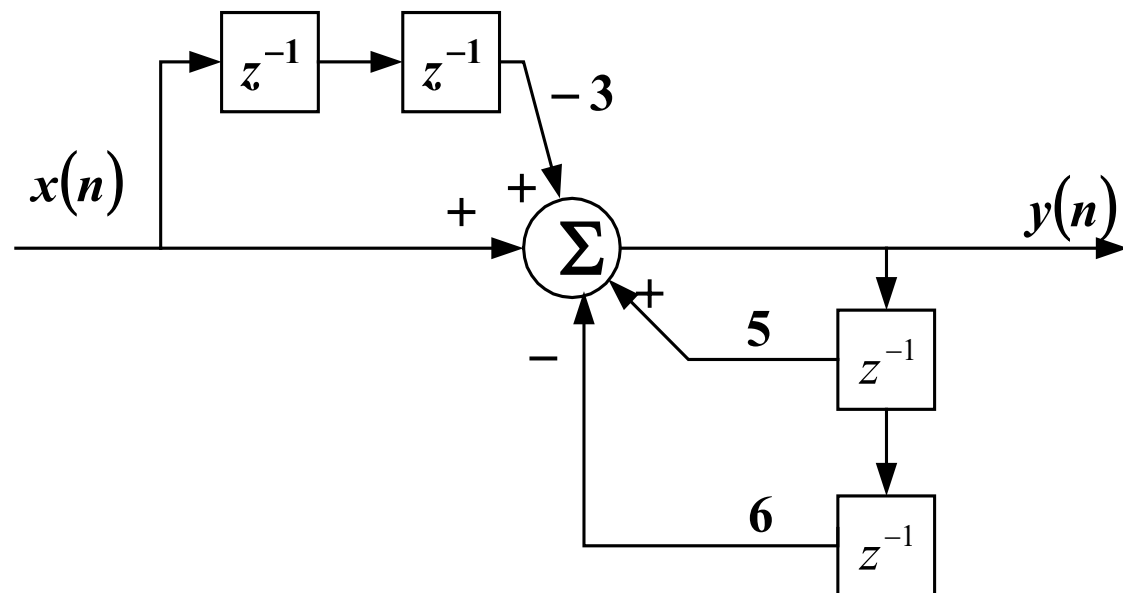 z⁻¹ z⁻¹
− 3
x(n) + + y(n)
Σ
+
5
−
z⁻¹
6
z⁻¹